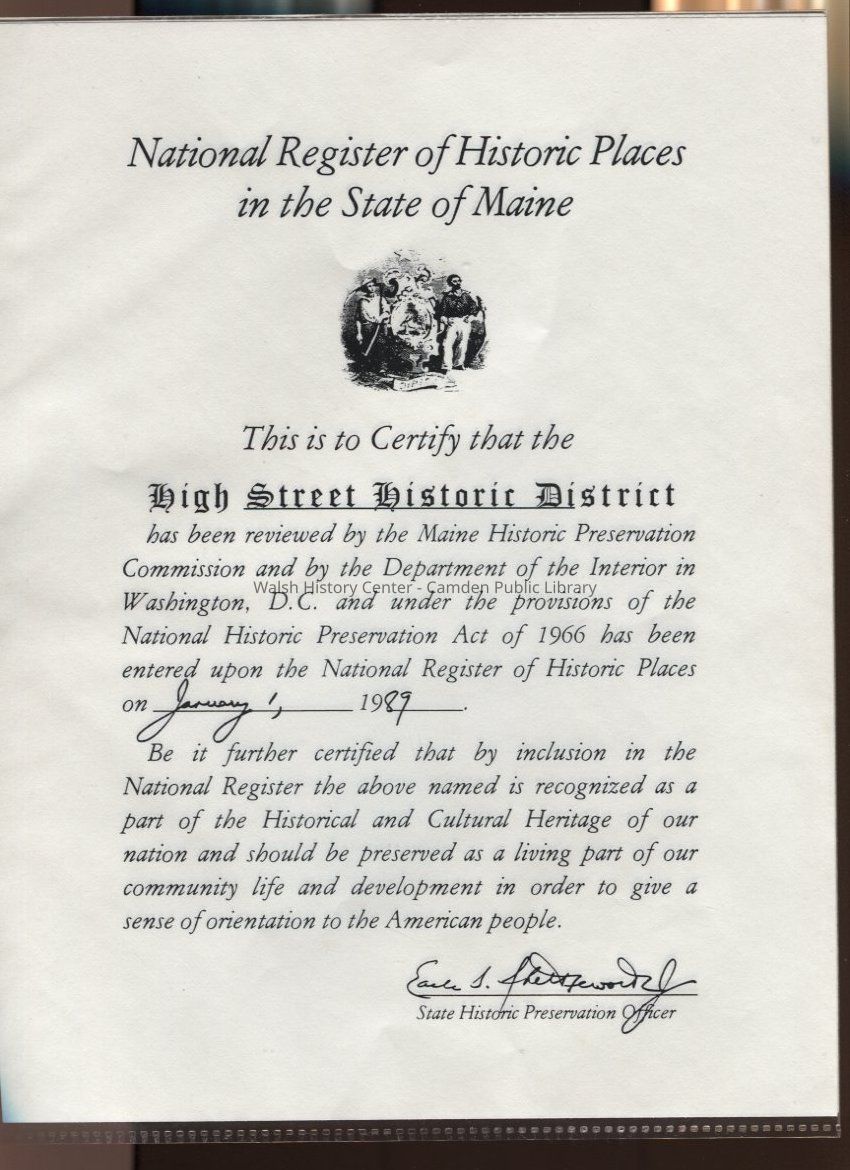 National Register of Historic Places
in the State of Maine
This is to Certify that the
High Street Historic District
has been reviewed by the Maine Historic Preservation
Commission and by the Department of the Interior in
Walsh History Center - Camden Public Library
Washington, D.C. and under the provisions of the
National Historic Preservation Act of 1966 has been
entered upon the National Register of Historic Places
on January 1, 1989.
Be it further certified that by inclusion in the
National Register the above named is recognized as a
part of the Historical and Cultural Heritage of our
nation and should be preserved as a living part of our
community life and development in order to give a
sense of orientation to the American people.
Earle S. Shettleworth Jr
State Historic Preservation Officer